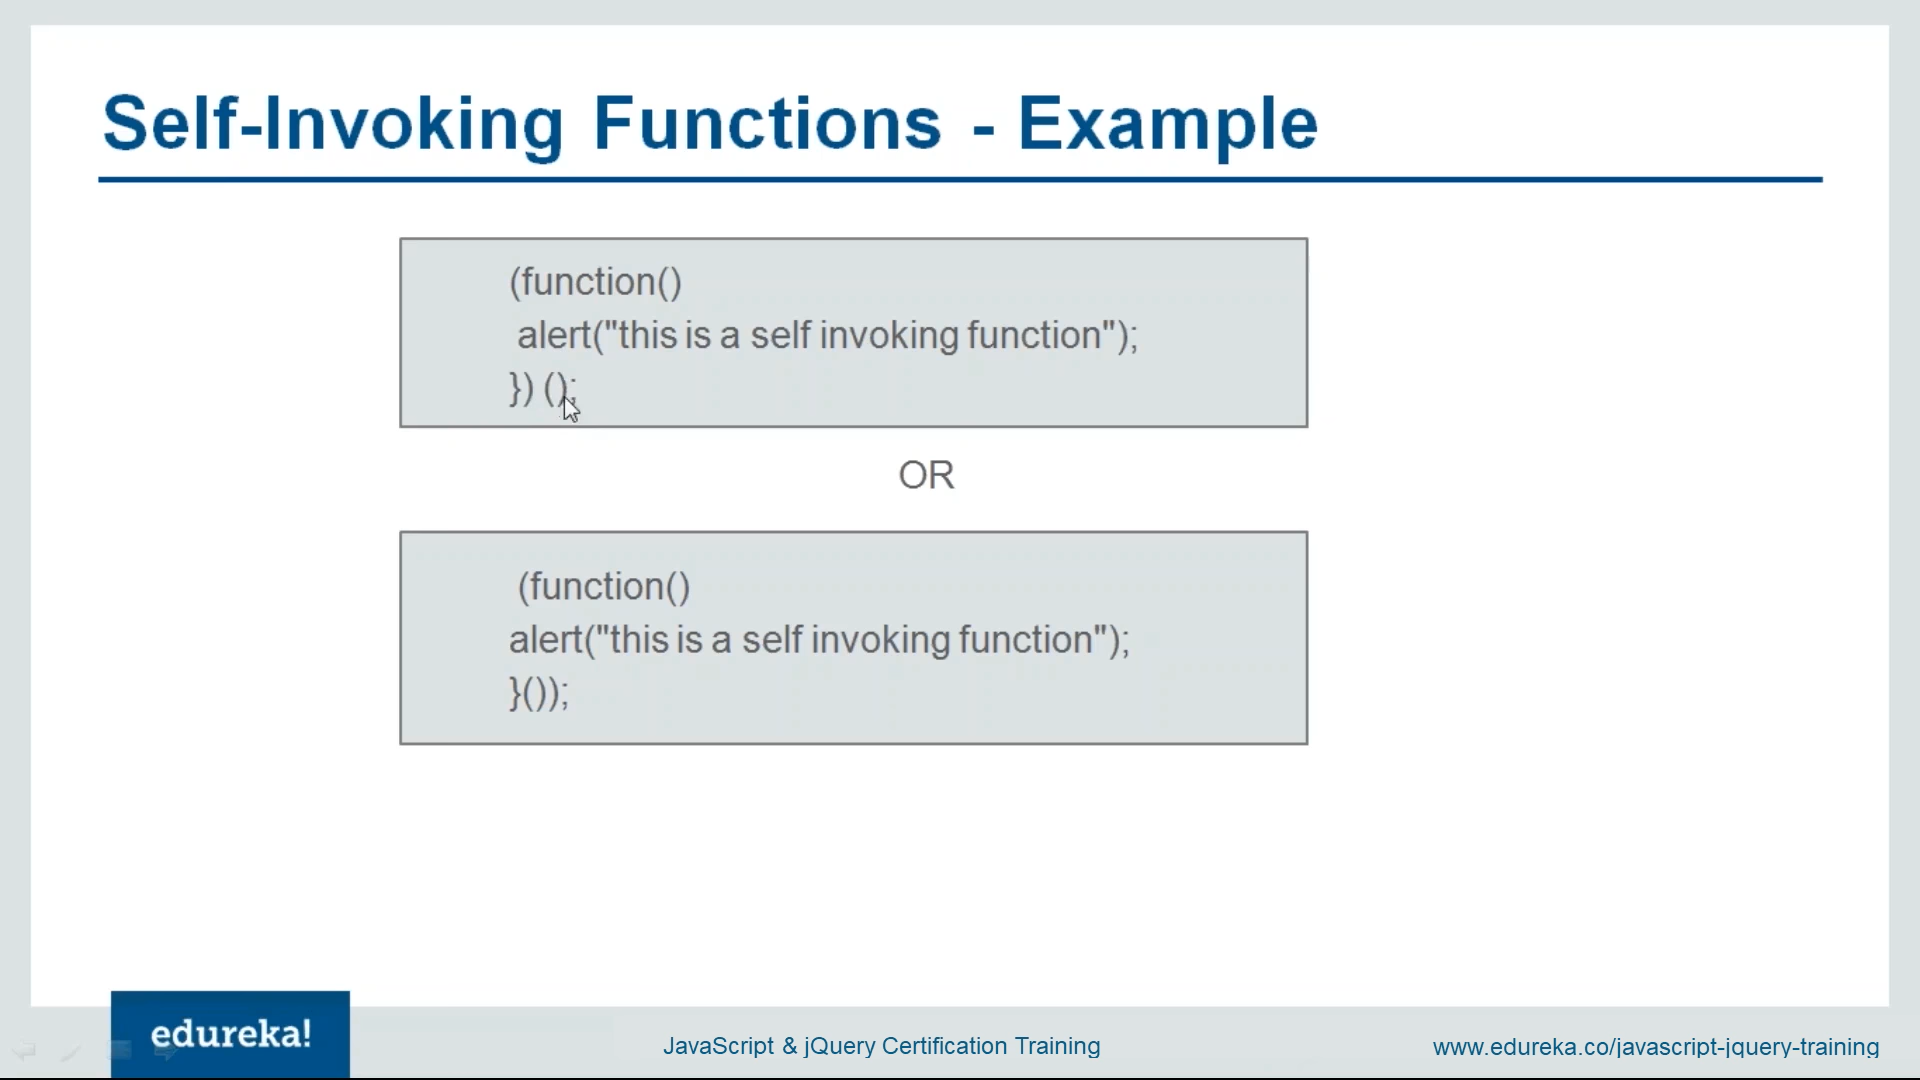 Self-Invoking Functions - Example
(function()
alert("this is a self invoking function");
}) ();
OR
(function()
alert("this is a self invoking function");
}());
edureka!
JavaScript & jQuery Certification Training
www.edureka.co/javascript-jquery-training